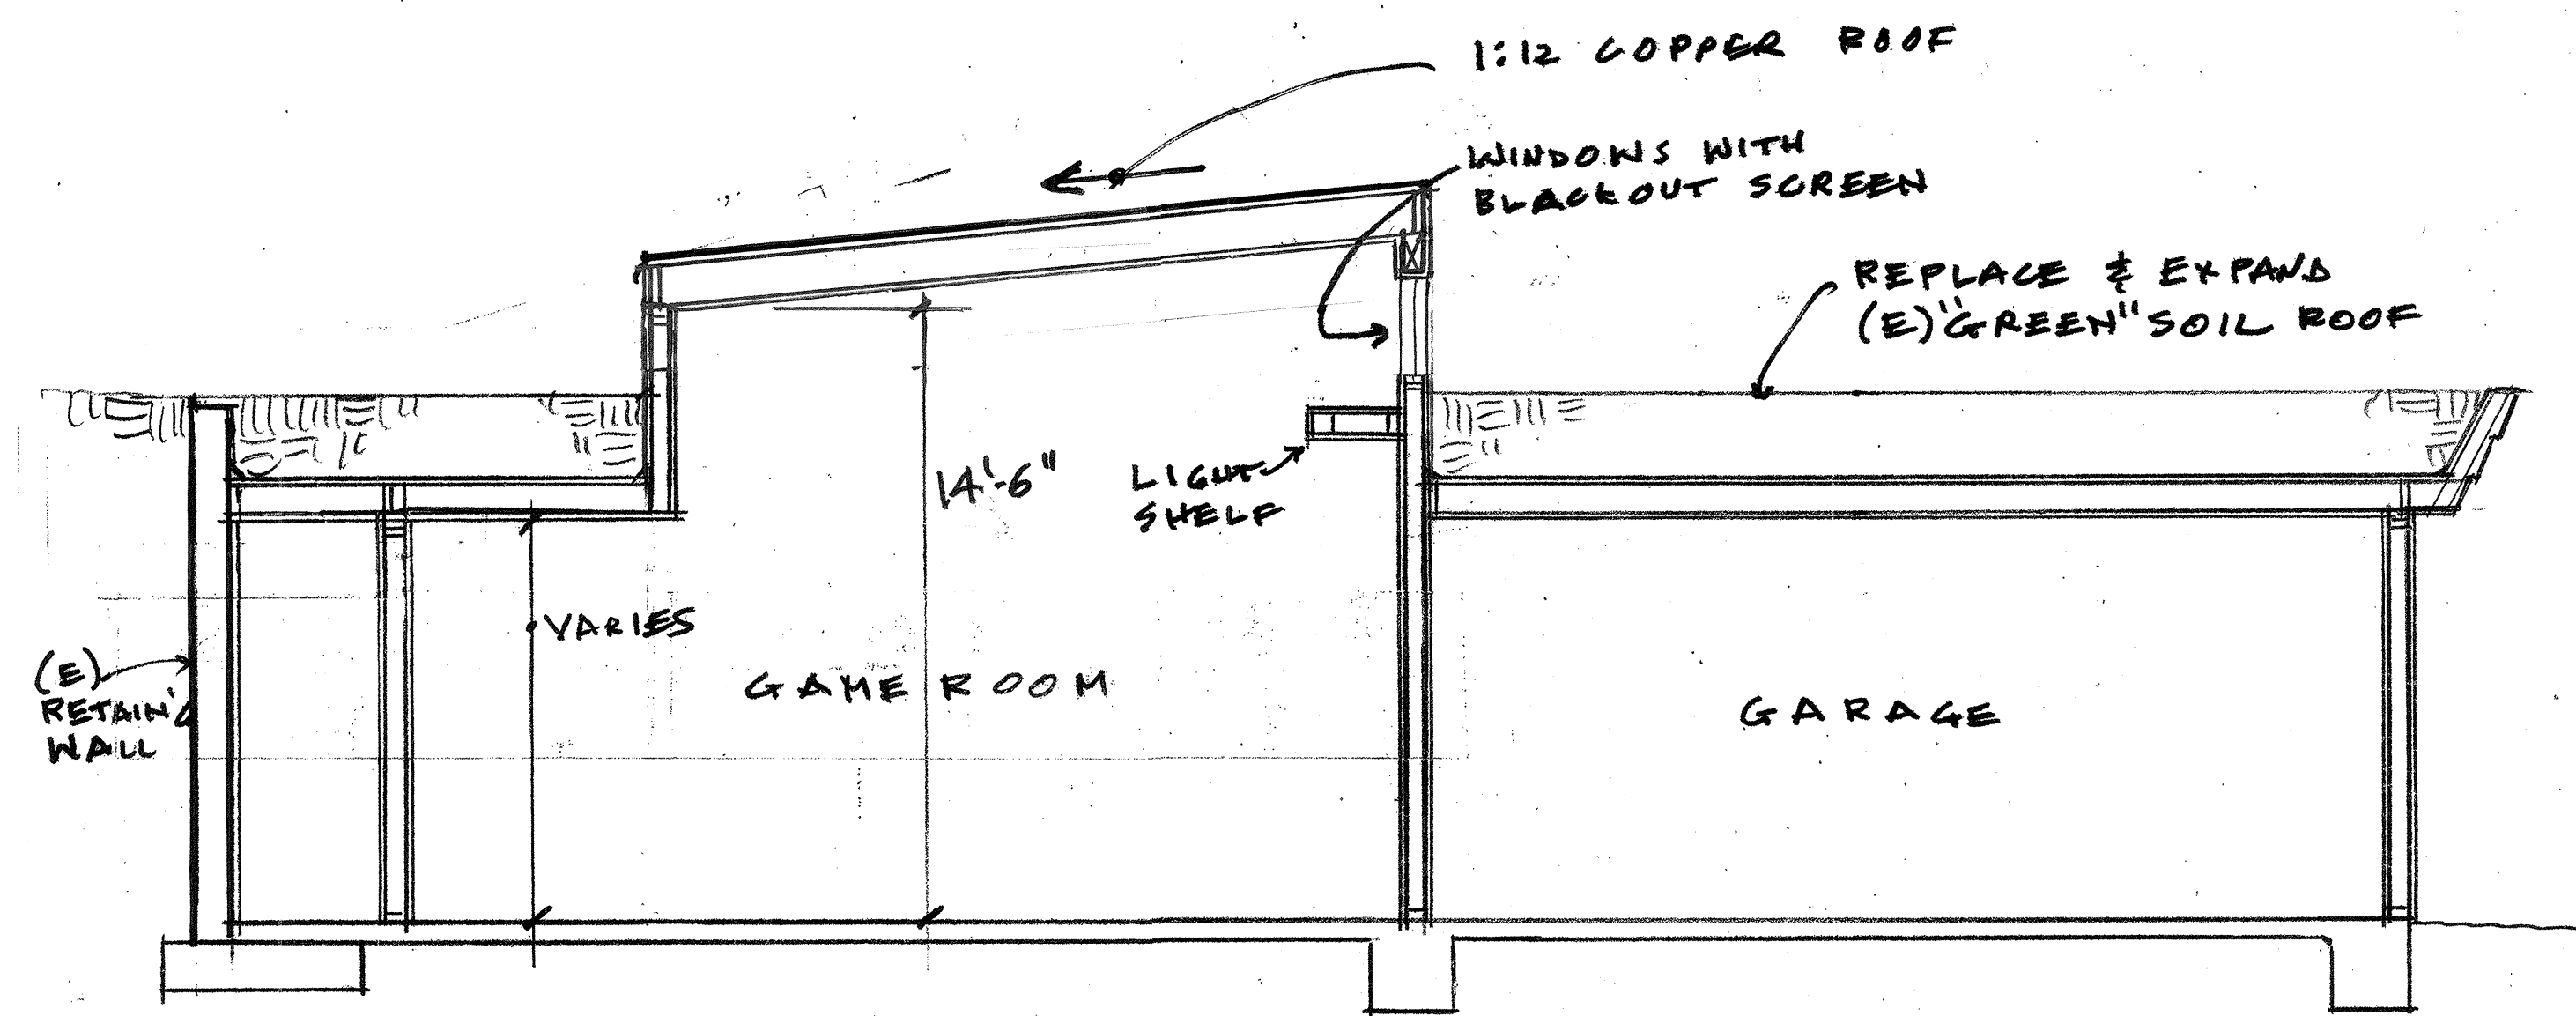 1:12 COPPER ROOF
WINDOWS WITH
BLACKOUT SCREEN
REPLACE & EXPAND
(E) "GREEN" SOIL ROOF
14'-6"
LIGHT
SHELF
VARIES
(E)
RETAIN'G
WALL
GAME ROOM
GARAGE